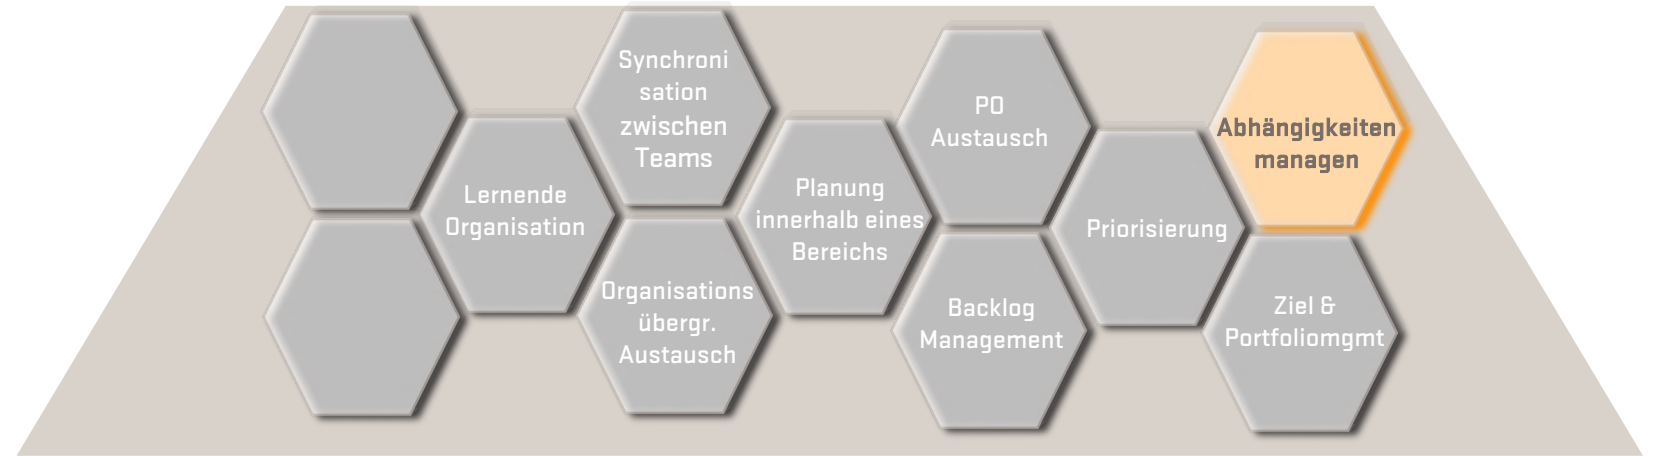 Synchroni
sation
zwischen
Teams
Lernende
Organisation
Organisations
übergr.
Austausch
Planung
innerhalb eines
Bereichs
PO
Austausch
Backlog
Management
Priorisierung
Abhängigkeiten
managen
Ziel &
Portfoliomgmt